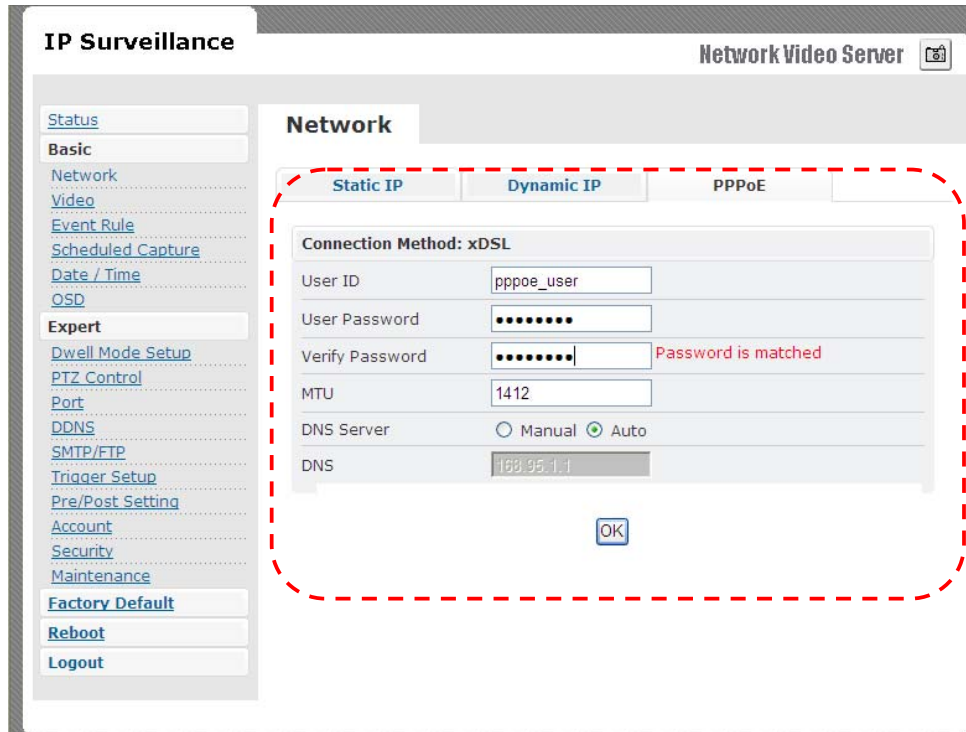 IP Surveillance
Network Video Server
Status
Basic
Network
Video
Event Rule
Scheduled Capture
Date / Time
OSD
Expert
Dwell Mode Setup
PTZ Control
Port
DDNS
SMTP/FTP
Trigger Setup
Pre/Post Setting
Account
Security
Maintenance
Factory Default
Reboot
Logout
Network
Static IP Dynamic IP PPPoE
Connection Method: xDSL
User ID pppoe_user
User Password ••••••••
Verify Password •••••••• Password is matched
MTU 1412
DNS Server Manual Auto
DNS 168.95.1.1
OK